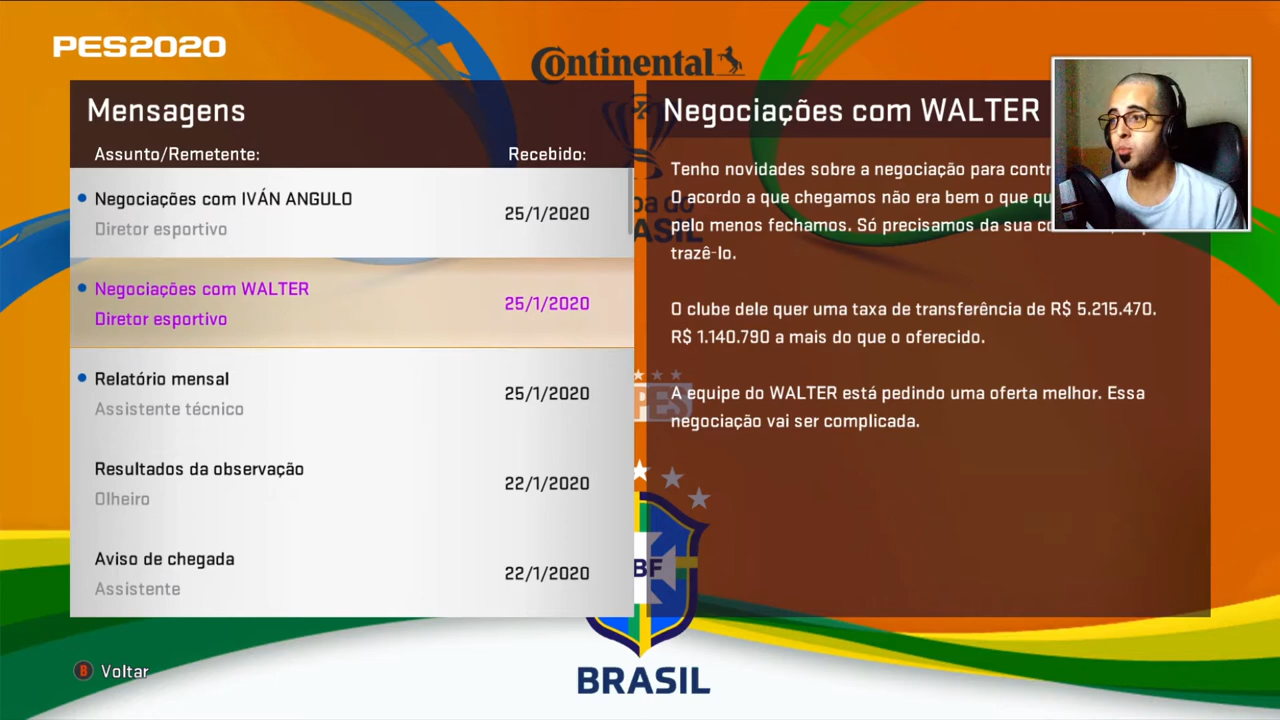 PES2020
Continental
Mensagens
Assunto/Remetente:
Recebido:
Negociações com IVÁN ANGULO
Diretor esportivo
25/1/2020
Negociações com WALTER
Diretor esportivo
25/1/2020
Relatório mensal
Assistente técnico
25/1/2020
Resultados da observação
Olheiro
22/1/2020
Aviso de chegada
Assistente
22/1/2020
Negociações com WALTER
Tenho novidades sobre a negociação para
O acordo a que chegamos não era bem o que
pelo menos fechamos. Só precisamos da sua
trazê-lo.
O clube dele quer uma taxa de transferência de R$ 5.215.470.
R$ 1.140.790 a mais do que o oferecido.
A equipe do WALTER está pedindo uma oferta melhor. Essa
negociação vai ser complicada.
PES
BF
BRASIL
B Voltar